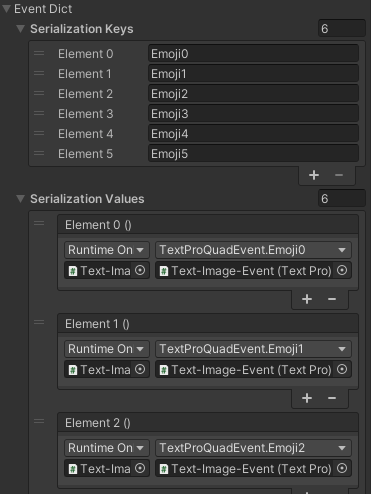 Event Dict
Serialization Keys 6
Element 0 Emoji0
Element 1 Emoji1
Element 2 Emoji2
Element 3 Emoji3
Element 4 Emoji4
Element 5 Emoji5
+ −
Serialization Values 6
Element 0 ()
Runtime On TextProQuadEvent.Emoji0
# Text-Ima # Text-Image-Event (Text Pro)
+ −
Element 1 ()
Runtime On TextProQuadEvent.Emoji1
# Text-Ima # Text-Image-Event (Text Pro)
+ −
Element 2 ()
Runtime On TextProQuadEvent.Emoji2
# Text-Ima # Text-Image-Event (Text Pro)